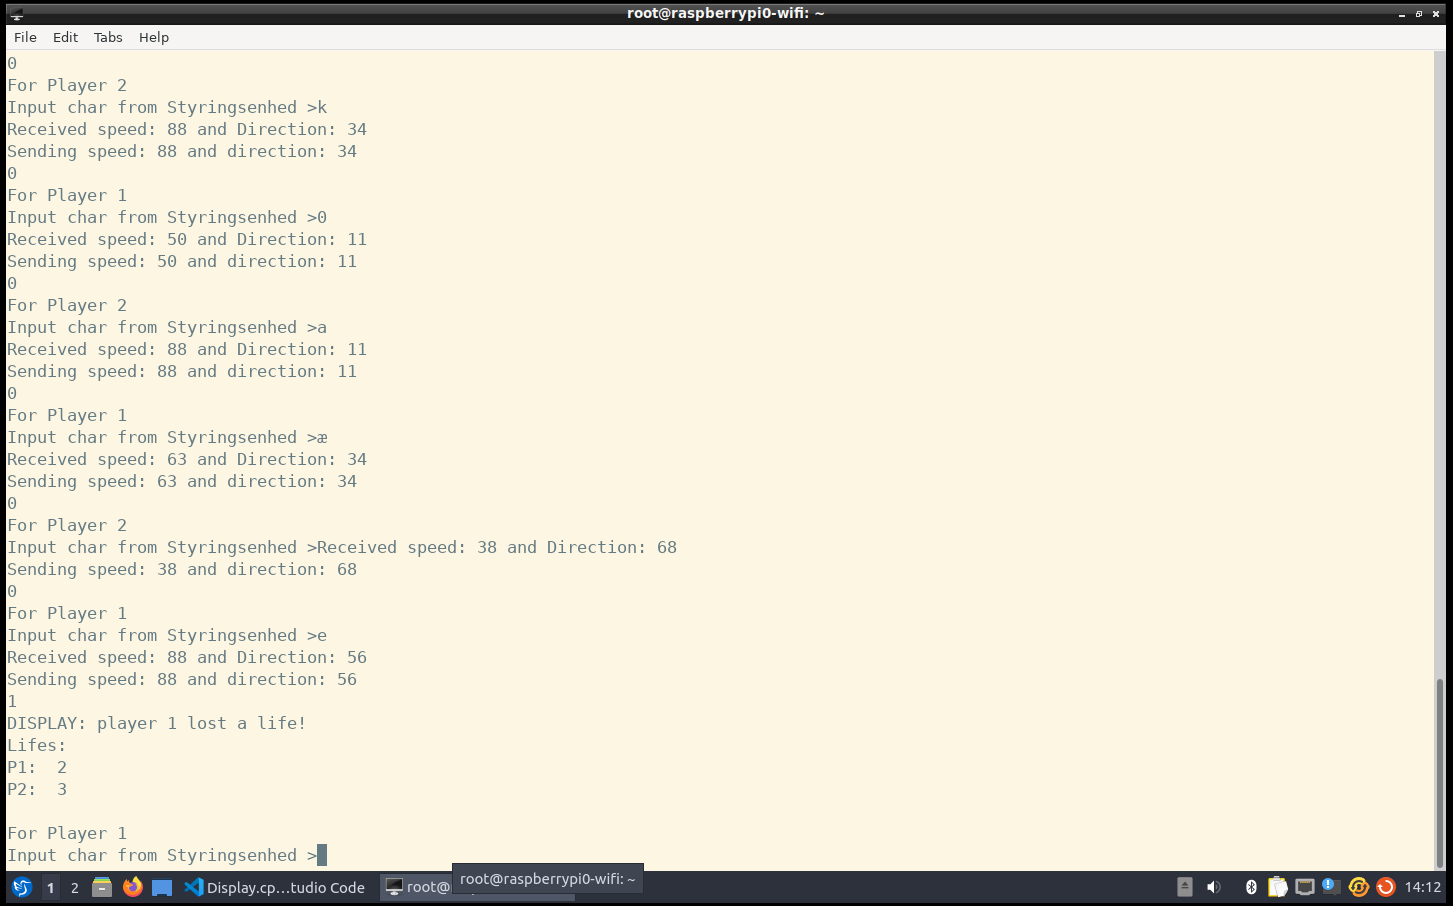 root@raspberrypi0-wifi: ~
File Edit Tabs Help
0
For Player 2
Input char from Styringsenhed >k
Received speed: 88 and Direction: 34
Sending speed: 88 and direction: 34
0
For Player 1
Input char from Styringsenhed >0
Received speed: 50 and Direction: 11
Sending speed: 50 and direction: 11
0
For Player 2
Input char from Styringsenhed >a
Received speed: 88 and Direction: 11
Sending speed: 88 and direction: 11
0
For Player 1
Input char from Styringsenhed >æ
Received speed: 63 and Direction: 34
Sending speed: 63 and direction: 34
0
For Player 2
Input char from Styringsenhed >Received speed: 38 and Direction: 68
Sending speed: 38 and direction: 68
0
For Player 1
Input char from Styringsenhed >e
Received speed: 88 and Direction: 56
Sending speed: 88 and direction: 56
1
DISPLAY: player 1 lost a life!
Lifes:
P1:  2
P2:  3
For Player 1
Input char from Styringsenhed >
1 2 Display.cp...tudio Code root@ root@raspberrypi0-wifi: ~ 14:12